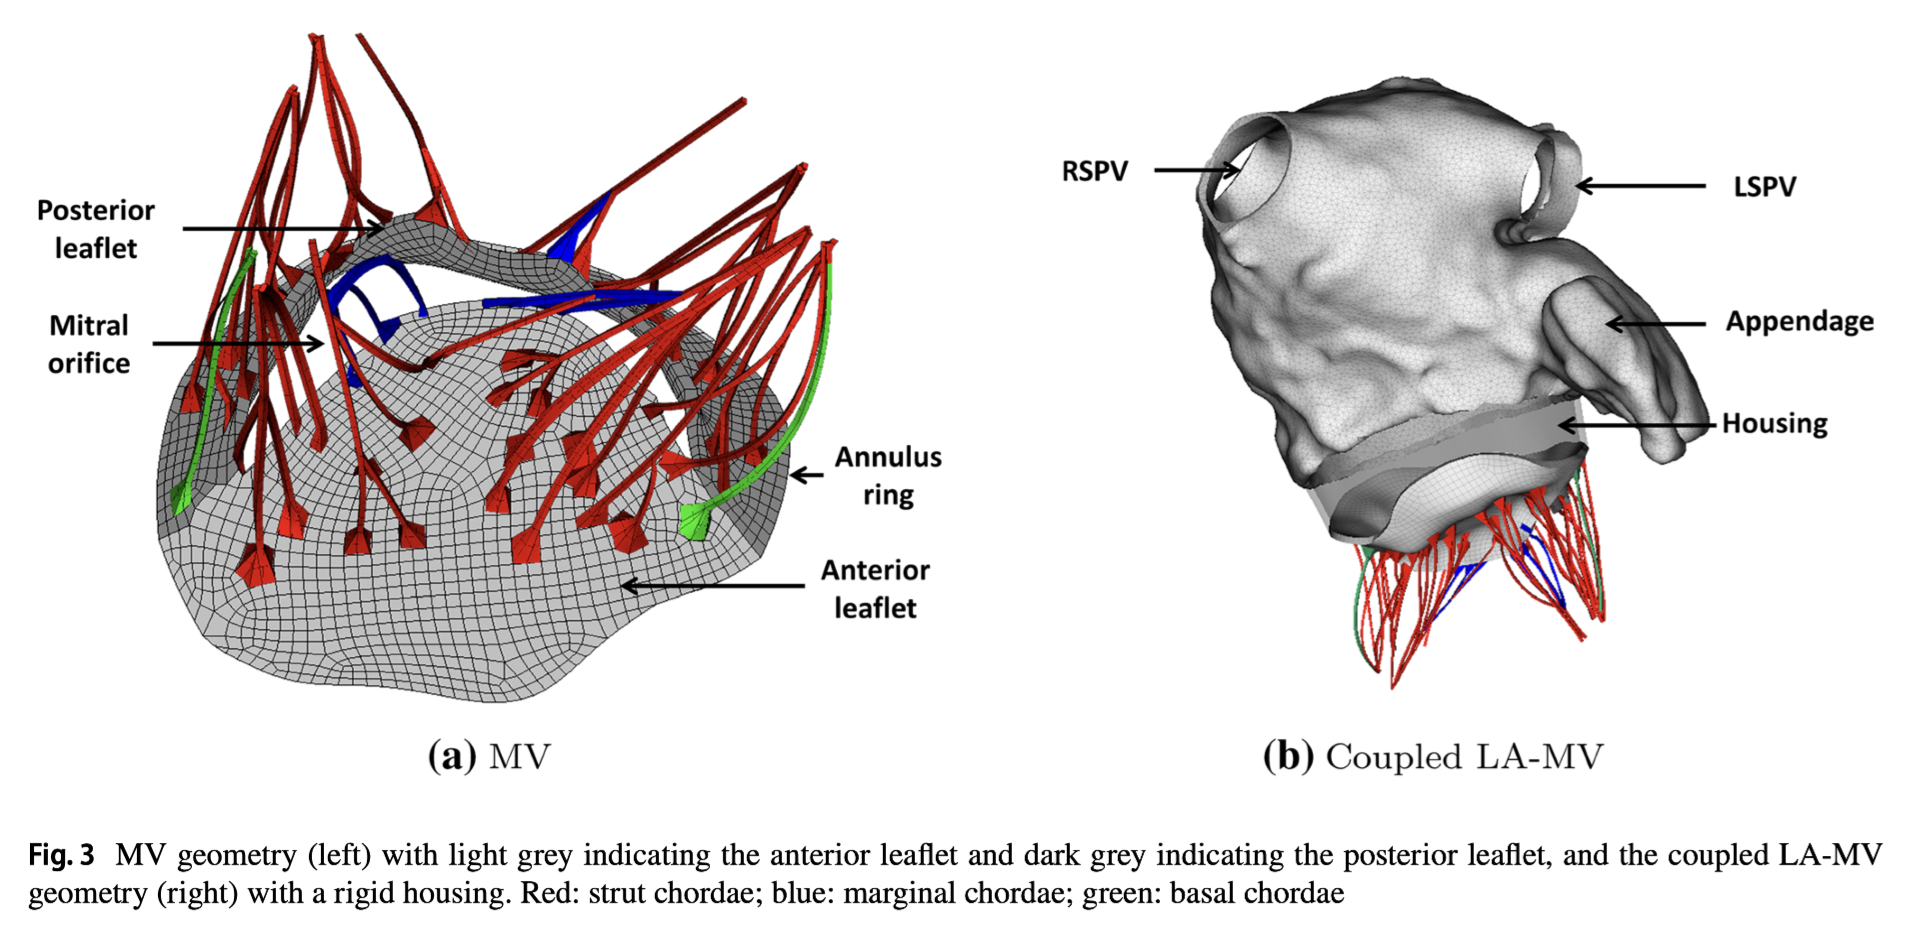 Posterior
leaflet
Mitral
orifice
Annulus
ring
Anterior
leaflet
(a) MV
RSPV
LSPV
Appendage
Housing
(b) Coupled LA-MV
Fig. 3 MV geometry (left) with light grey indicating the anterior leaflet and dark grey indicating the posterior leaflet, and the coupled LA-MV
geometry (right) with a rigid housing. Red: strut chordae; blue: marginal chordae; green: basal chordae